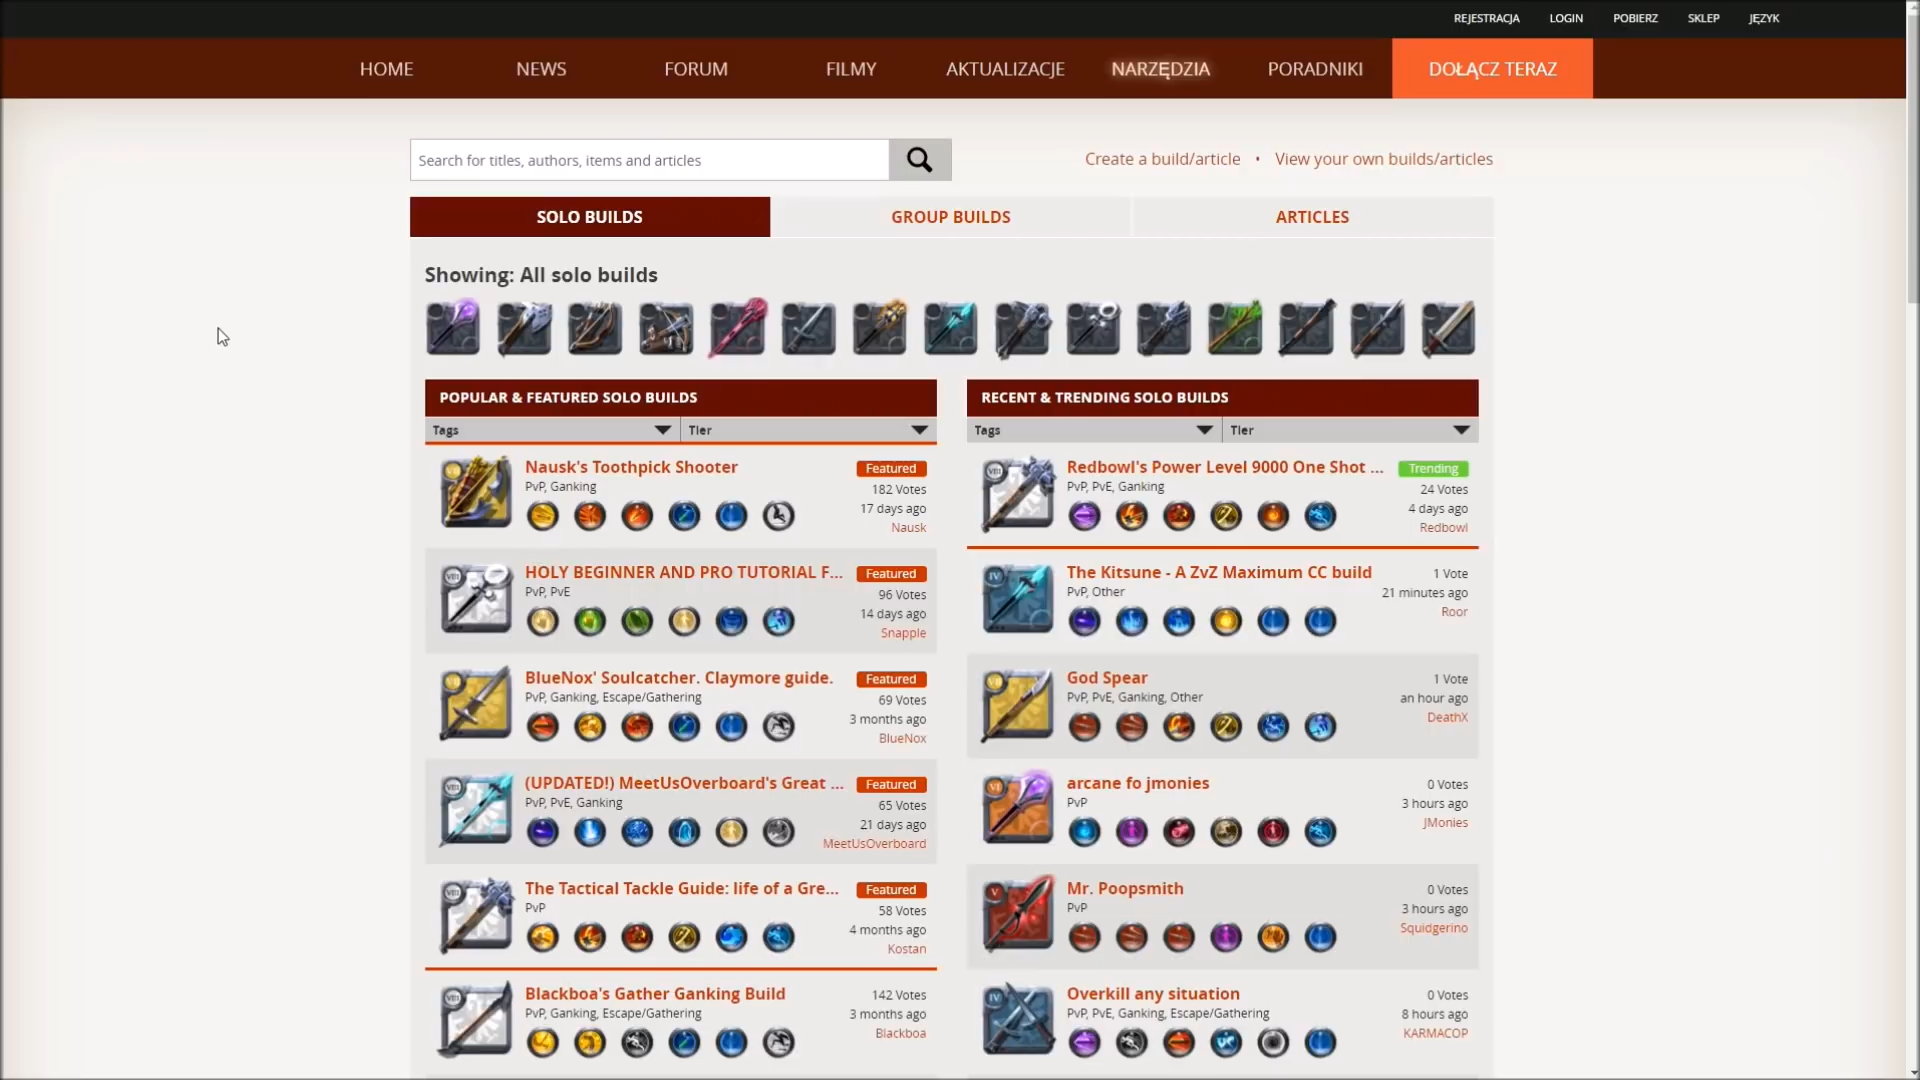 REJESTRACJA LOGIN POBIERZ SKLEP JĘZYK
HOME NEWS FORUM FILMY AKTUALIZACJE NARZĘDZIA PORADNIKI DOŁĄCZ TERAZ
Search for titles, authors, items and articles
Create a build/article • View your own builds/articles
SOLO BUILDS GROUP BUILDS ARTICLES
Showing: All solo builds
POPULAR & FEATURED SOLO BUILDS
Tags Tier
Nausk's Toothpick Shooter Featured
PvP, Ganking 182 Votes
17 days ago
Nausk
HOLY BEGINNER AND PRO TUTORIAL F... Featured
PvP, PvE 96 Votes
14 days ago
Snapple
BlueNox' Soulcatcher. Claymore guide. Featured
PvP, Ganking, Escape/Gathering 69 Votes
3 months ago
BlueNox
(UPDATED!) MeetUsOverboard's Great ... Featured
PvP, PvE, Ganking 65 Votes
21 days ago
MeetUsOverboard
The Tactical Tackle Guide: life of a Gre... Featured
PvP 58 Votes
4 months ago
Kostan
Blackboa's Gather Ganking Build 142 Votes
PvP, Ganking, Escape/Gathering 3 months ago
Blackboa
RECENT & TRENDING SOLO BUILDS
Tags Tier
Redbowl's Power Level 9000 One Shot ... Trending
PvP, PvE, Ganking 24 Votes
4 days ago
Redbowl
The Kitsune - A ZvZ Maximum CC build 1 Vote
PvP, Other 21 minutes ago
Roor
God Spear 1 Vote
PvP, PvE, Ganking, Other an hour ago
DeathX
arcane fo jmonies 0 Votes
PvP 3 hours ago
JMonies
Mr. Poopsmith 0 Votes
PvP 3 hours ago
Squidgerino
Overkill any situation 0 Votes
PvP, PvE, Ganking, Escape/Gathering 8 hours ago
KARMACOP